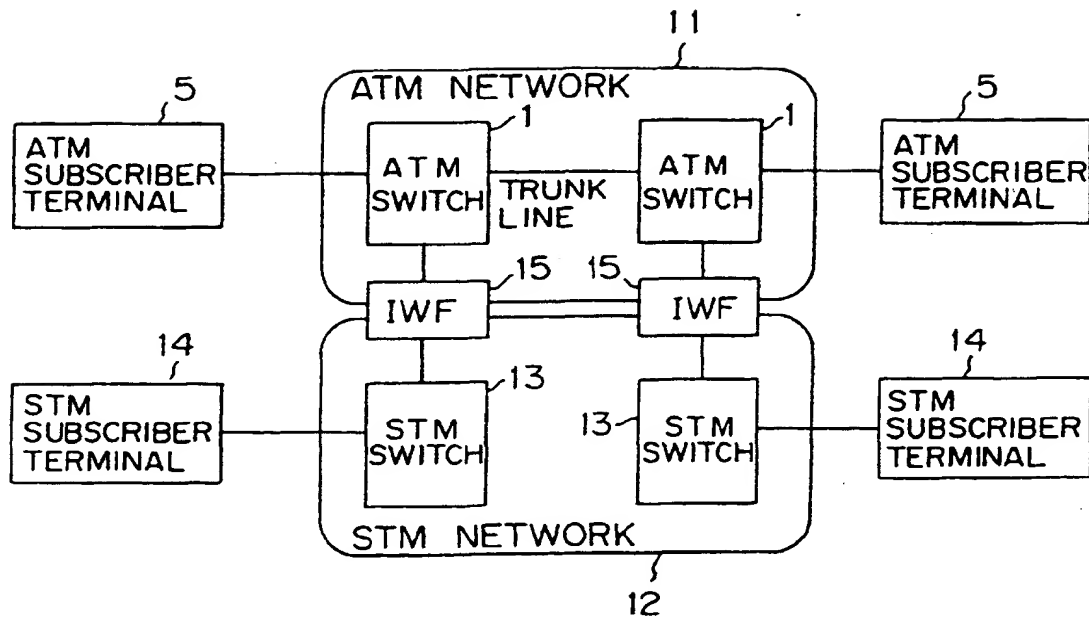 11
ATM NETWORK
5
1
1
5
ATM
SUBSCRIBER
TERMINAL
ATM
SWITCH
TRUNK
LINE
ATM
SWITCH
ATM
SUBSCRIBER
TERMINAL
15
15
IWF
IWF
14
13
13
14
STM
SUBSCRIBER
TERMINAL
STM
SWITCH
STM
SWITCH
STM
SUBSCRIBER
TERMINAL
STM NETWORK
12